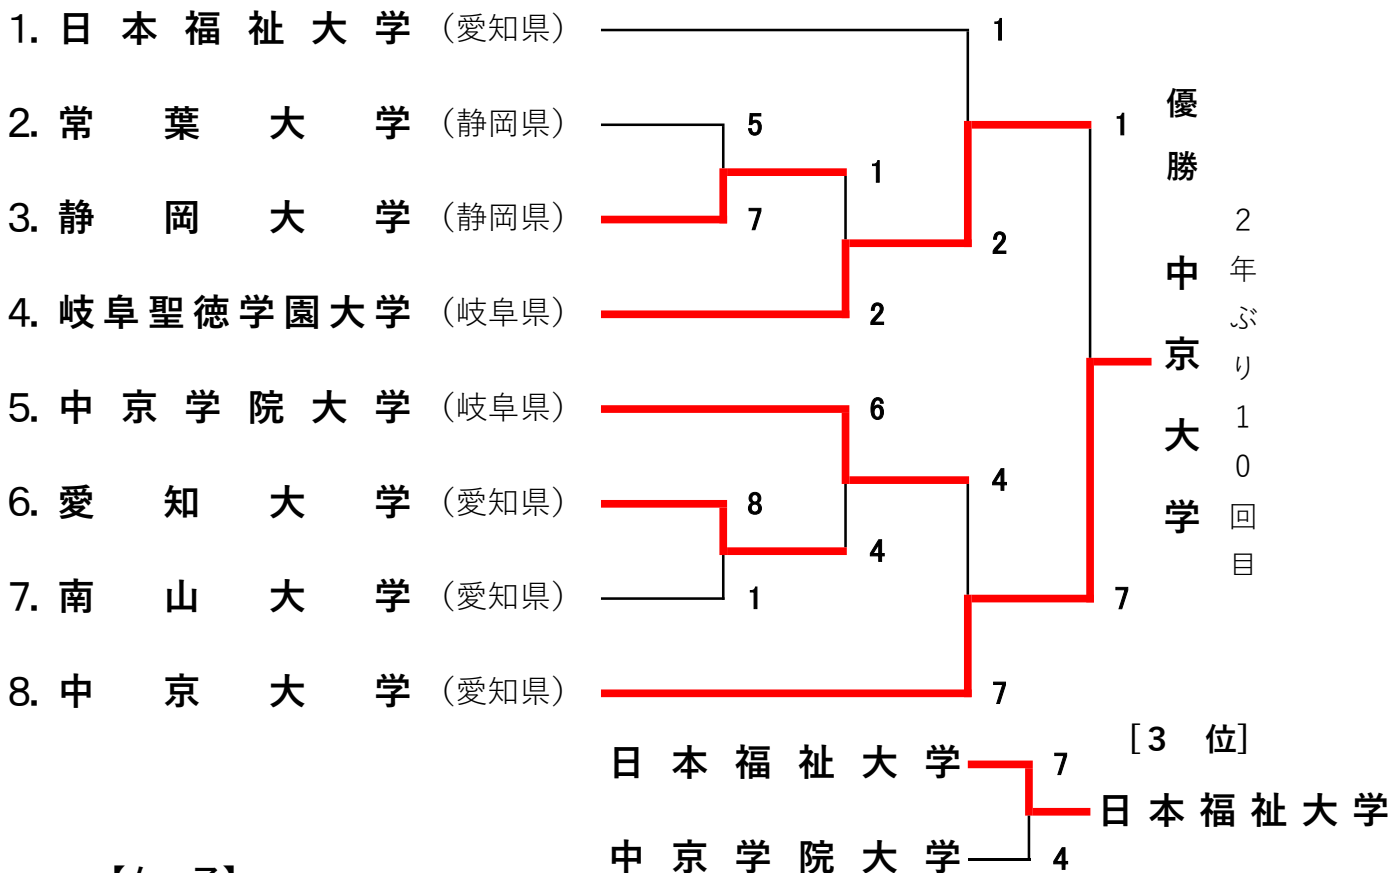 1. 日本福祉大学 （愛知県） 1
2. 常葉大学 （静岡県） 5
1
3. 静岡大学 （静岡県） 7
2
4. 岐阜聖徳学園大学 （岐阜県） 2
1
5. 中京学院大学 （岐阜県） 6
4
6. 愛知大学 （愛知県） 8
4
7. 南山大学 （愛知県） 1
7
8. 中京大学 （愛知県） 7
優勝 中京大学
2年ぶり10回目
[3 位]
日本福祉大学 7
日本福祉大学
中京学院大学 4